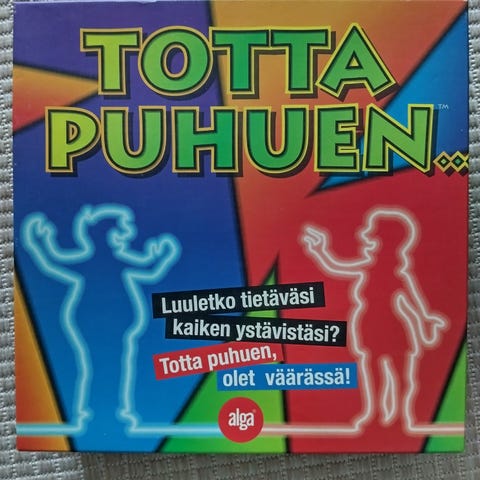 TOTTA
PUHUEN...™
Luuletko tietäväsi
kaiken ystävistäsi?
Totta puhuen,
olet väärässä!
alga®